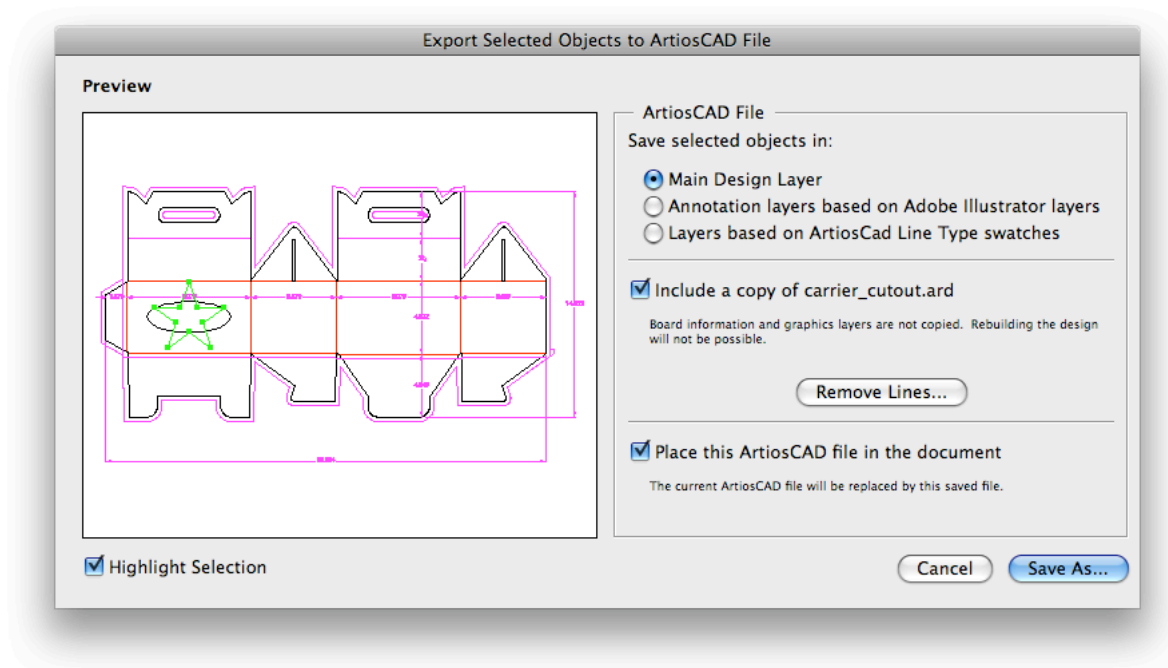 Export Selected Objects to ArtiosCAD File
Preview
ArtiosCAD File
Save selected objects in:
Main Design Layer
Annotation layers based on Adobe Illustrator layers
Layers based on ArtiosCad Line Type swatches
Include a copy of carrier_cutout.ard
Board information and graphics layers are not copied. Rebuilding the design
will not be possible.
Remove Lines...
Place this ArtiosCAD file in the document
The current ArtiosCAD file will be replaced by this saved file.
Highlight Selection
Cancel
Save As...